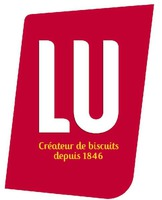 LU
Créateur de biscuits
depuis 1846